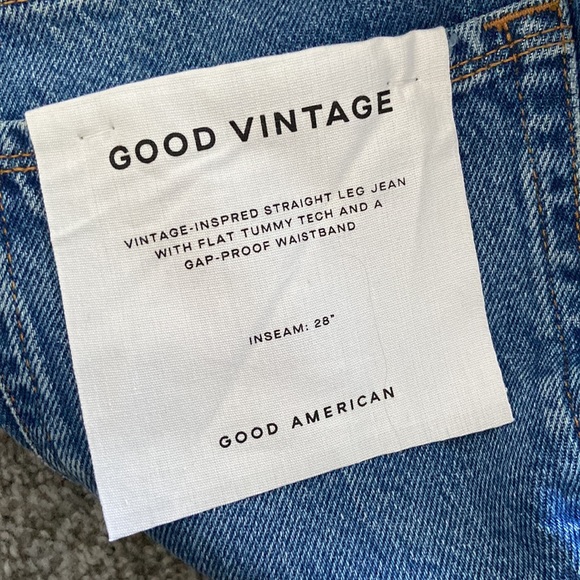 GOOD VINTAGE
VINTAGE-INSPRED STRAIGHT LEG JEAN
WITH FLAT TUMMY TECH AND A
GAP-PROOF WAISTBAND
INSEAM: 28"
GOOD AMERICAN